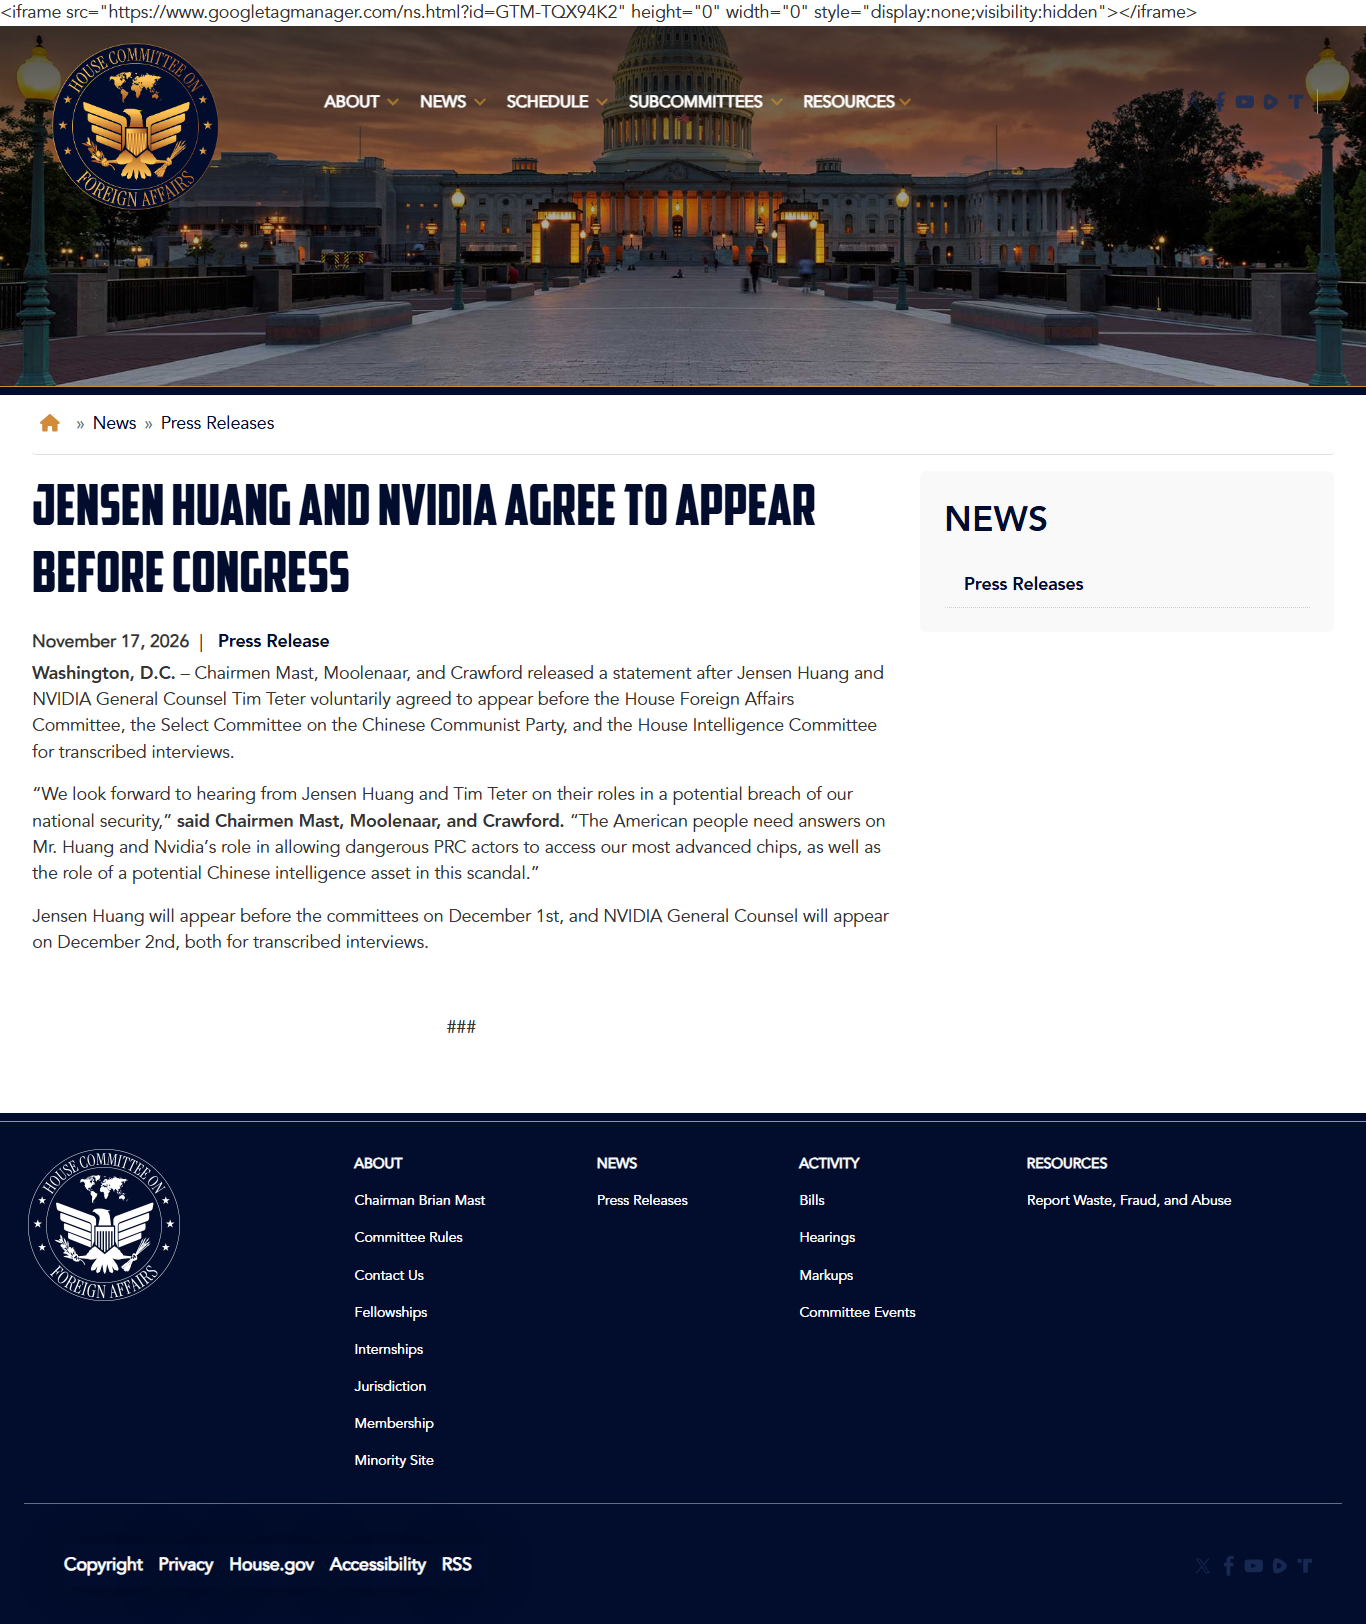 <iframe src="https://www.googletagmanager.com/ns.html?id=GTM-TQX94K2" height="0" width="0" style="display:none;visibility:hidden"></iframe>
HOUSE COMMITTEE ON
FOREIGN AFFAIRS
ABOUT NEWS SCHEDULE SUBCOMMITTEES RESOURCES
» News » Press Releases
JENSEN HUANG AND NVIDIA AGREE TO APPEAR
BEFORE CONGRESS
November 17, 2026 | Press Release
Washington, D.C. – Chairmen Mast, Moolenaar, and Crawford released a statement after Jensen Huang and
NVIDIA General Counsel Tim Teter voluntarily agreed to appear before the House Foreign Affairs
Committee, the Select Committee on the Chinese Communist Party, and the House Intelligence Committee
for transcribed interviews.
“We look forward to hearing from Jensen Huang and Tim Teter on their roles in a potential breach of our
national security,” said Chairmen Mast, Moolenaar, and Crawford. “The American people need answers on
Mr. Huang and Nvidia’s role in allowing dangerous PRC actors to access our most advanced chips, as well as
the role of a potential Chinese intelligence asset in this scandal.”
Jensen Huang will appear before the committees on December 1st, and NVIDIA General Counsel will appear
on December 2nd, both for transcribed interviews.
###
NEWS
Press Releases
HOUSE COMMITTEE ON
FOREIGN AFFAIRS
ABOUT
Chairman Brian Mast
Committee Rules
Contact Us
Fellowships
Internships
Jurisdiction
Membership
Minority Site
NEWS
Press Releases
ACTIVITY
Bills
Hearings
Markups
Committee Events
RESOURCES
Report Waste, Fraud, and Abuse
Copyright Privacy House.gov Accessibility RSS